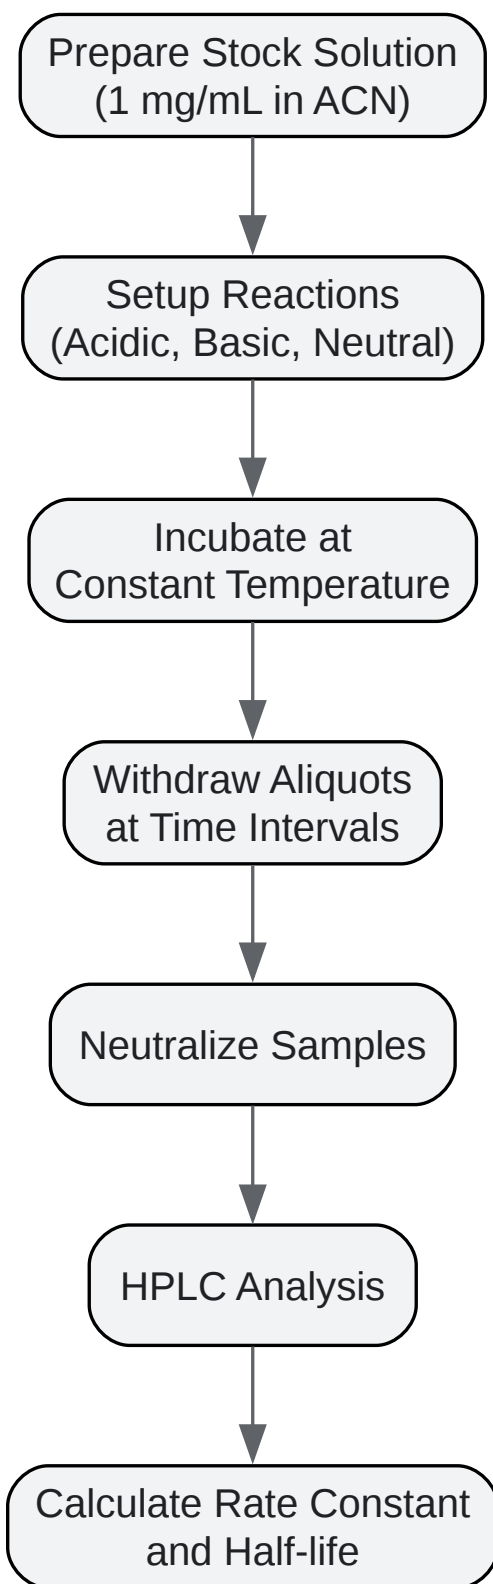 Prepare Stock Solution
(1 mg/mL in ACN)
Setup Reactions
(Acidic, Basic, Neutral)
Incubate at
Constant Temperature
Withdraw Aliquots
at Time Intervals
Neutralize Samples
HPLC Analysis
Calculate Rate Constant
and Half-life